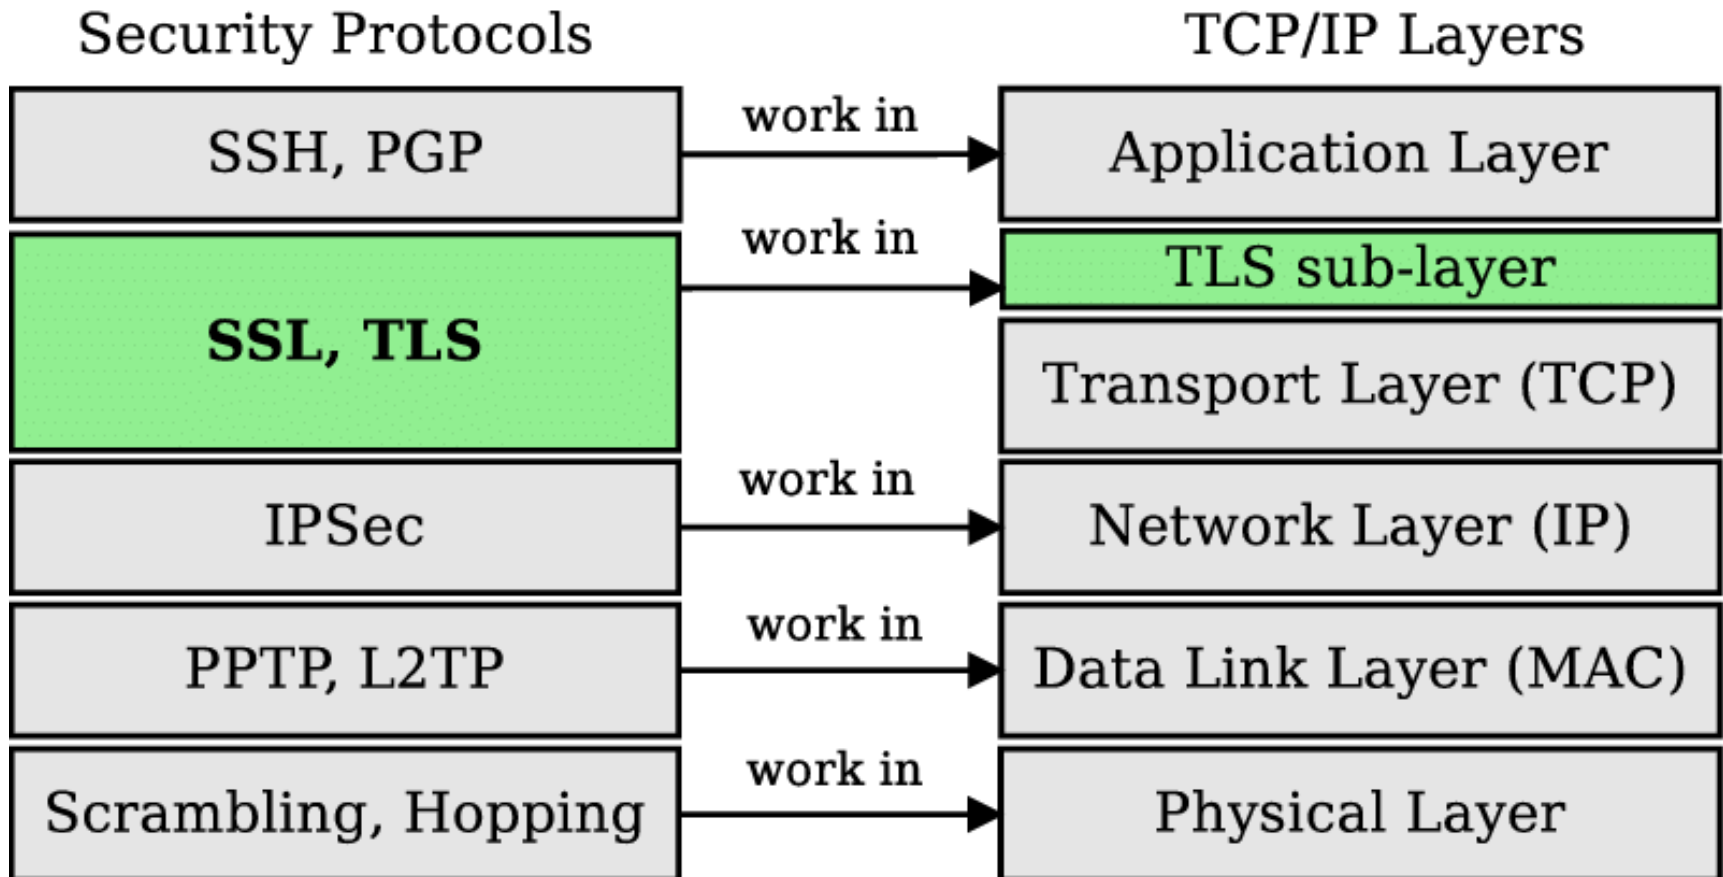 Security Protocols
TCP/IP Layers
SSH, PGP
work in
Application Layer
SSL, TLS
work in
TLS sub-layer
Transport Layer (TCP)
IPSec
work in
Network Layer (IP)
PPTP, L2TP
work in
Data Link Layer (MAC)
Scrambling, Hopping
work in
Physical Layer